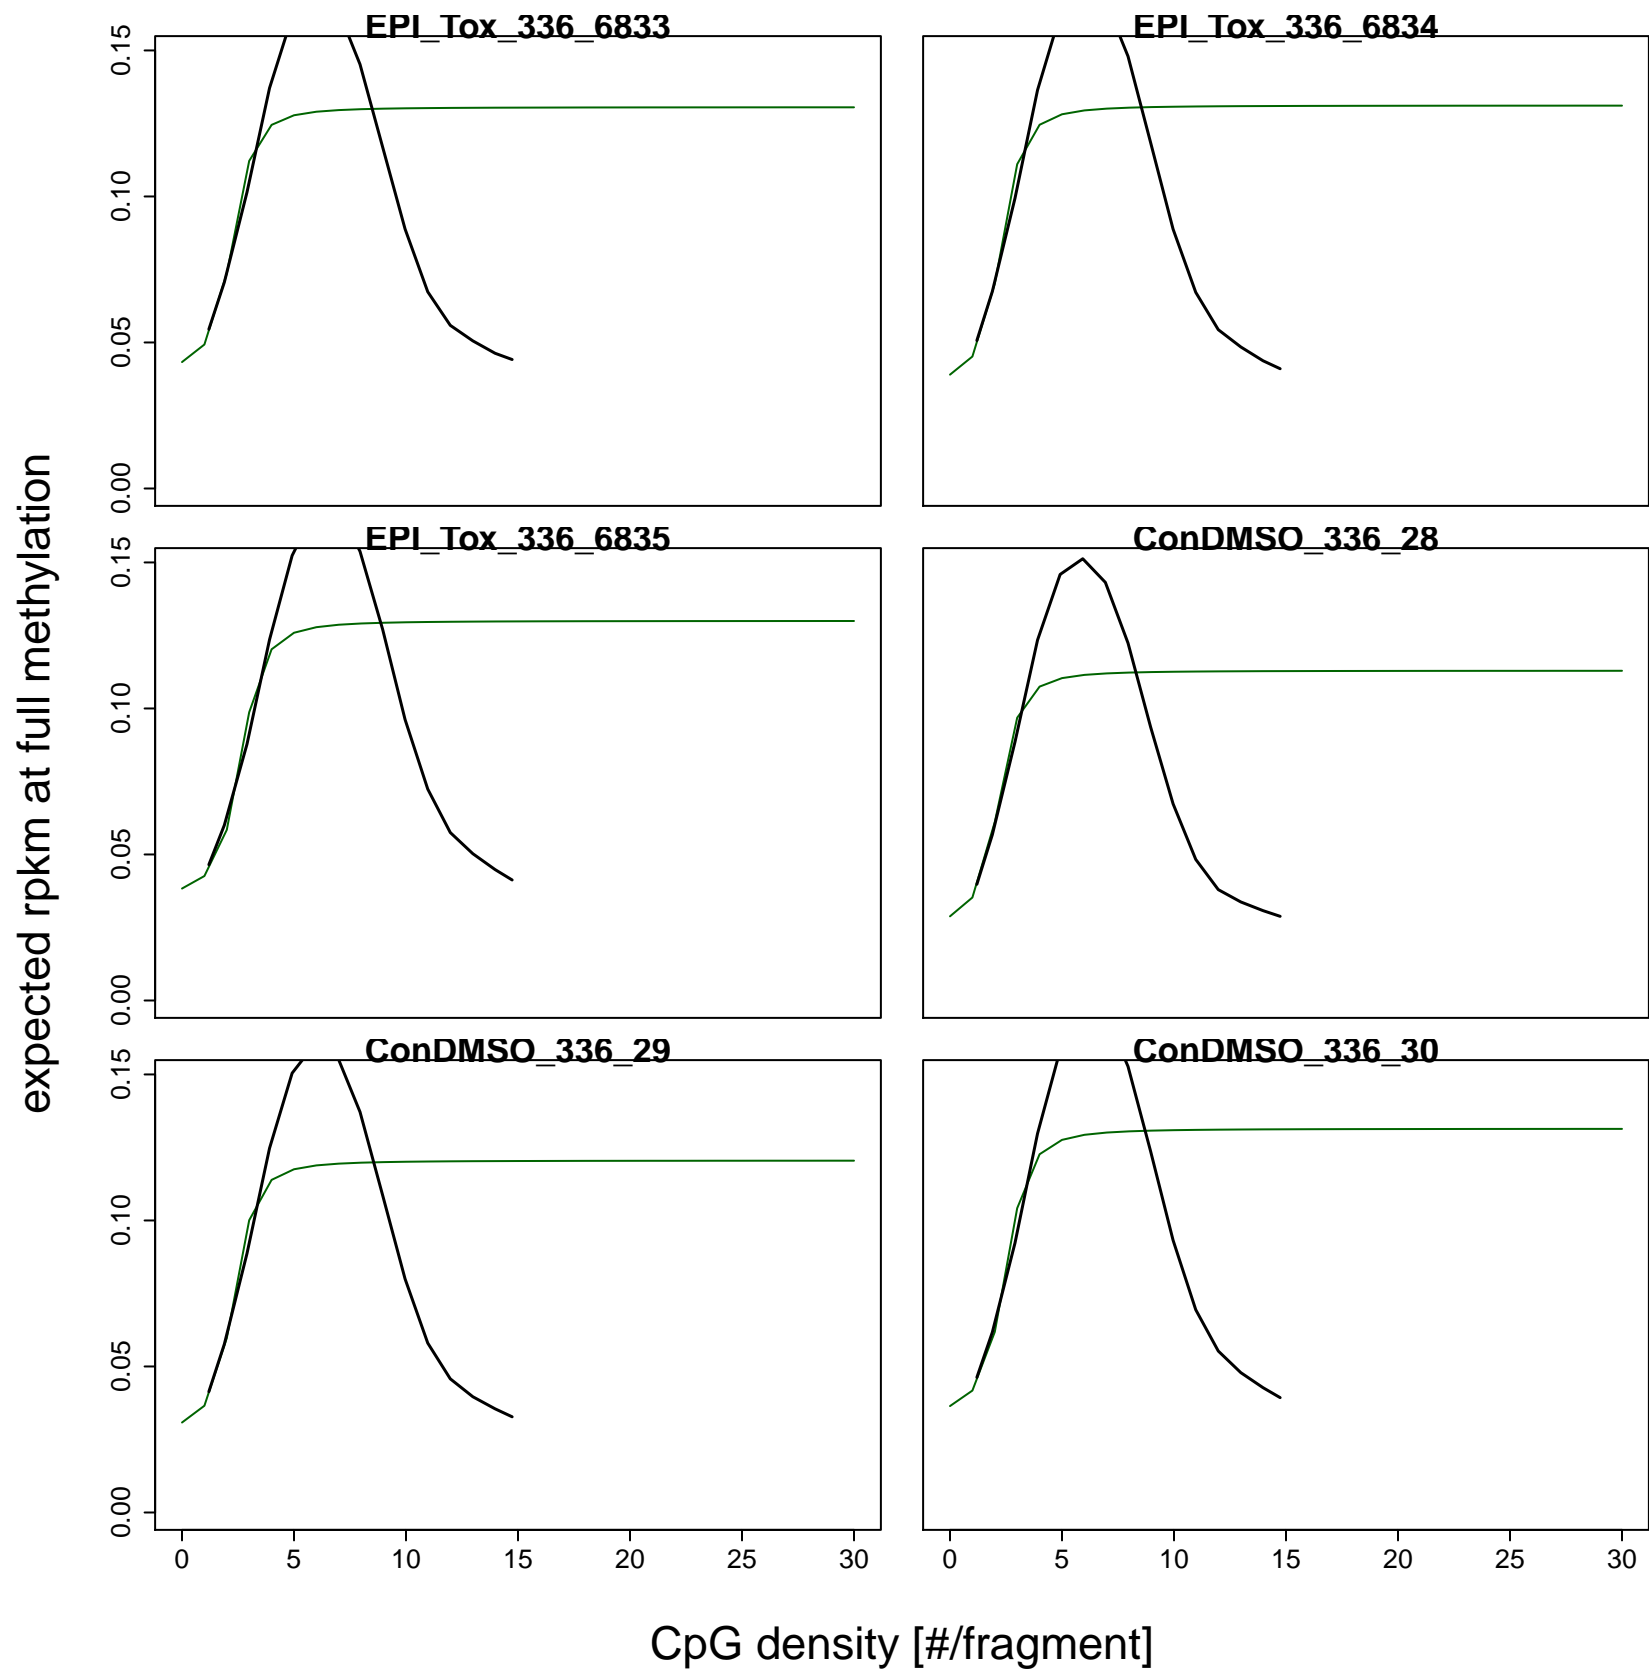 EPI_Tox_336_6833
EPI_Tox_336_6834
0.15
0.10
0.05
0.00
EPI_Tox_336_6835
ConDMSO_336_28
0.15
0.10
0.05
0.00
ConDMSO_336_29
ConDMSO_336_30
0.15
0.10
0.05
0.00
0 5 10 15 20 25 30
0 5 10 15 20 25 30
expected rpkm at full methylation
CpG density [#/fragment]